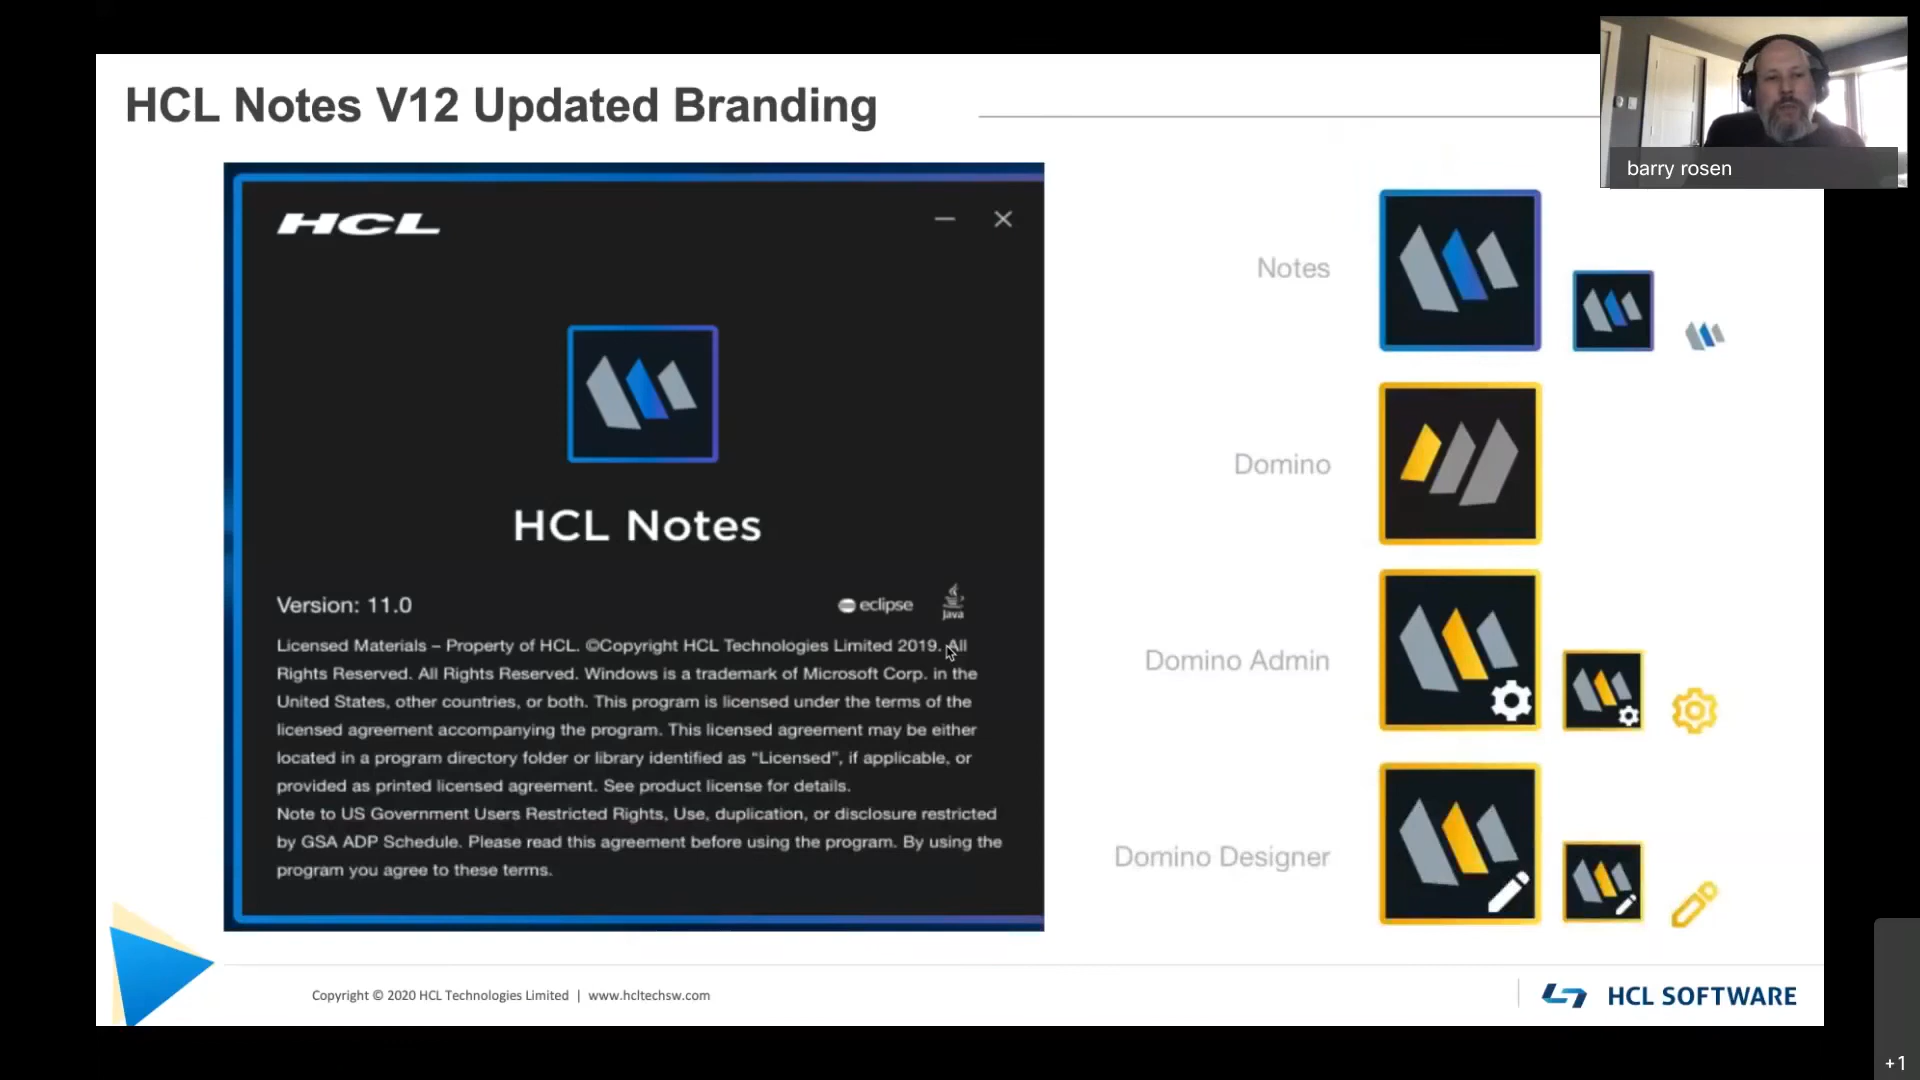 HCL Notes V12 Updated Branding
barry rosen
HCL
HCL Notes
Version: 11.0
eclipse
Java
Licensed Materials – Property of HCL. ©Copyright HCL Technologies Limited 2019. All
Rights Reserved. All Rights Reserved. Windows is a trademark of Microsoft Corp. in the
United States, other countries, or both. This program is licensed under the terms of the
licensed agreement accompanying the program. This licensed agreement may be either
located in a program directory folder or library identified as “Licensed”, if applicable, or
provided as printed licensed agreement. See product license for details.
Note to US Government Users Restricted Rights, Use, duplication, or disclosure restricted
by GSA ADP Schedule. Please read this agreement before using the program. By using the
program you agree to these terms.
Notes
Domino
Domino Admin
Domino Designer
Copyright © 2020 HCL Technologies Limited | www.hcltechsw.com
HCL SOFTWARE
+1